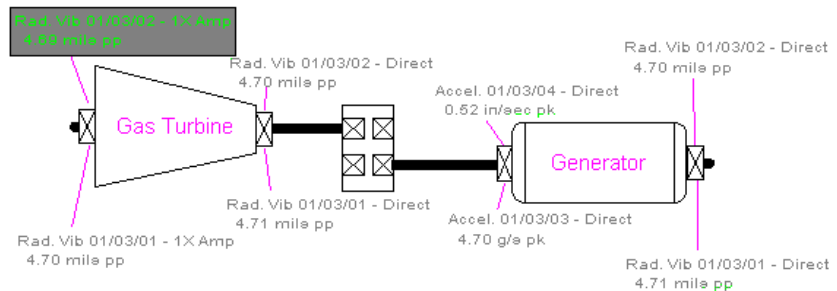 Rad. Vib 01/03/02 - 1X Amp
4.69 mils pp
Rad. Vib 01/03/02 - Direct
4.70 mils pp
Rad. Vib 01/03/02 - Direct
4.70 mils pp
Accel. 01/03/04 - Direct
0.52 in/sec pk
Gas Turbine
Generator
Rad. Vib 01/03/01 - Direct
4.71 mils pp
Accel. 01/03/03 - Direct
4.70 g/s pk
Rad. Vib 01/03/01 - 1X Amp
4.70 mils pp
Rad. Vib 01/03/01 - Direct
4.71 mils pp